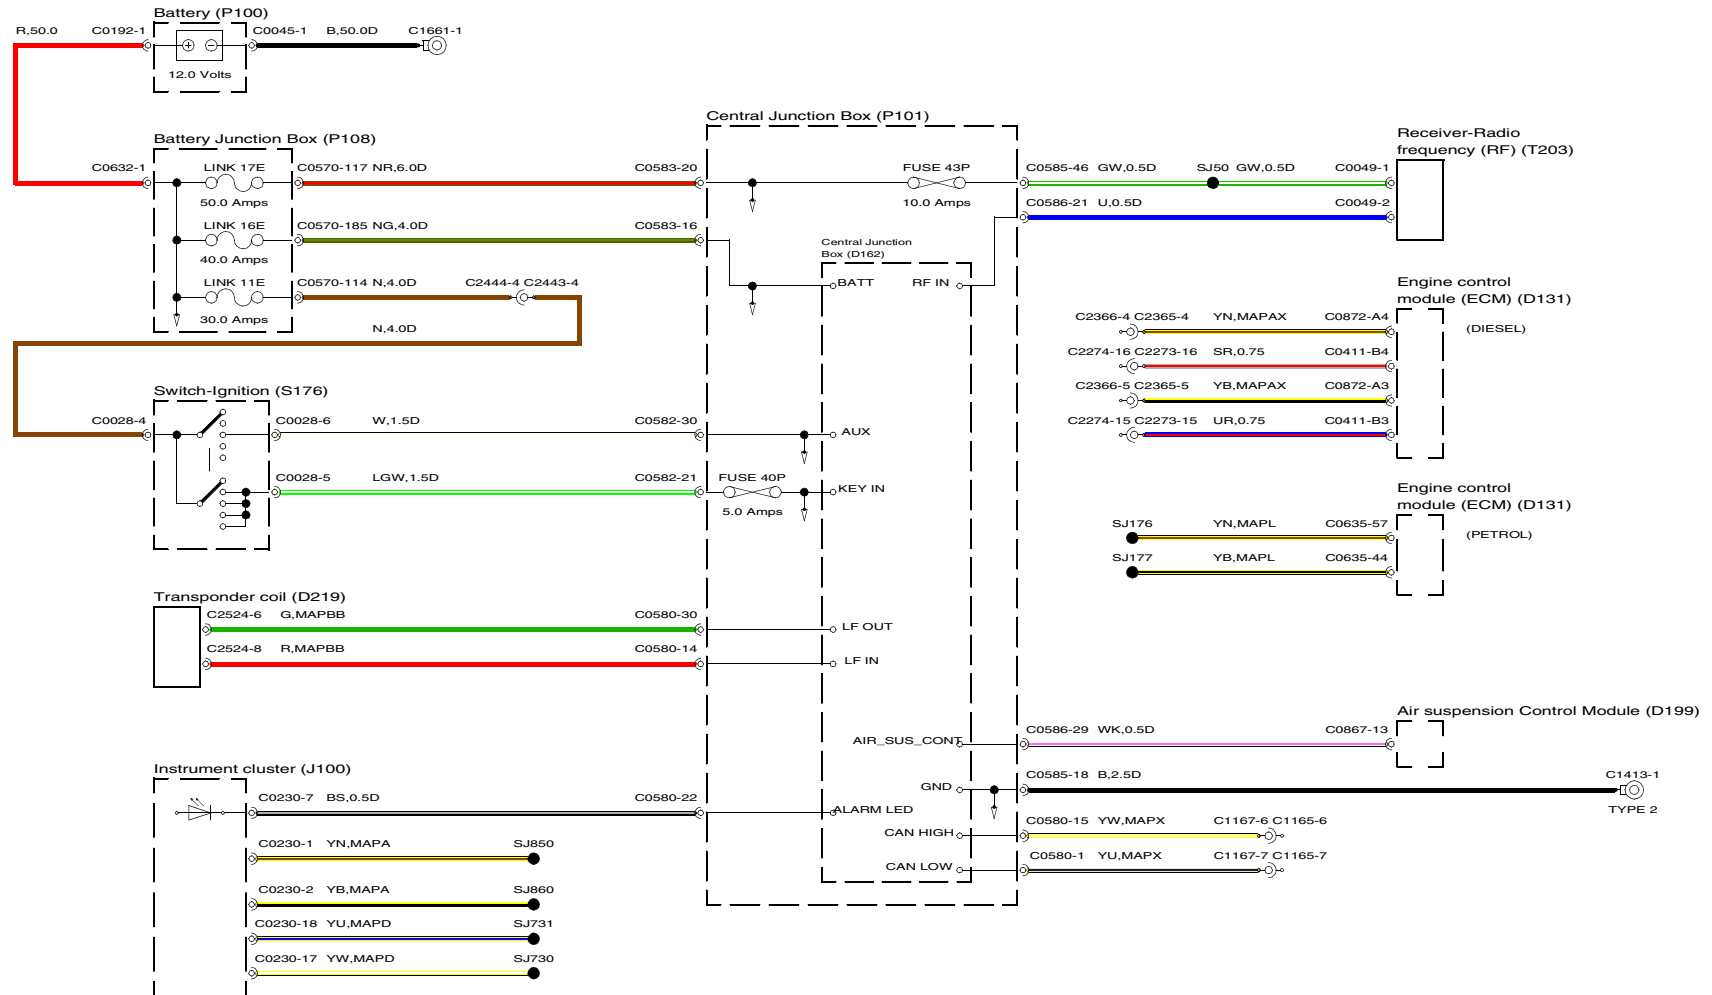 Battery (P100)
R,50.0 C0192-1 C0045-1 B,50.0D C1661-1
12.0 Volts
Battery Junction Box (P108)
C0632-1 LINK 17E C0570-117 NR,6.0D C0583-20
50.0 Amps
LINK 16E C0570-185 NG,4.0D C0583-16
40.0 Amps
LINK 11E C0570-114 N,4.0D C2444-4 C2443-4
30.0 Amps
N,4.0D
Switch-Ignition (S176)
C0028-4 C0028-6 W,1.5D C0582-30
C0028-5 LGW,1.5D C0582-21
Transponder coil (D219)
C2524-6 G,MAPBB C0580-30
C2524-8 R,MAPBB C0580-14
Instrument cluster (J100)
C0230-7 BS,0.5D C0580-22
C0230-1 YN,MAPA SJ850
C0230-2 YB,MAPA SJ860
C0230-18 YU,MAPD SJ731
C0230-17 YW,MAPD SJ730
Central Junction Box (P101)
FUSE 43P
10.0 Amps
Central Junction
Box (D162)
BATT RF IN
AUX
FUSE 40P KEY IN
5.0 Amps
LF OUT
LF IN
AIR_SUS_CONT
GND
ALARM LED
CAN HIGH
CAN LOW
Receiver-Radio
frequency (RF) (T203)
C0585-46 GW,0.5D SJ50 GW,0.5D C0049-1
C0586-21 U,0.5D C0049-2
Engine control
module (ECM) (D131)
(DIESEL)
C2366-4 C2365-4 YN,MAPAX C0872-A4
C2274-16 C2273-16 SR,0.75 C0411-B4
C2366-5 C2365-5 YB,MAPAX C0872-A3
C2274-15 C2273-15 UR,0.75 C0411-B3
Engine control
module (ECM) (D131)
(PETROL)
SJ176 YN,MAPL C0635-57
SJ177 YB,MAPL C0635-44
Air suspension Control Module (D199)
C0586-29 WK,0.5D C0867-13
C0585-18 B,2.5D C1413-1
TYPE 2
C0580-15 YW,MAPX C1167-6 C1165-6
C0580-1 YU,MAPX C1167-7 C1165-7